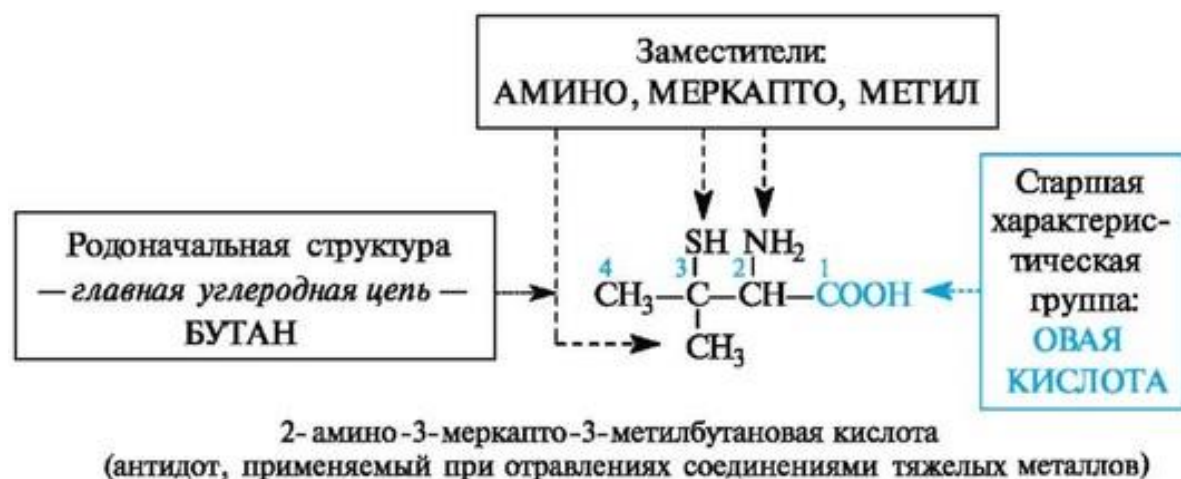 Заместители:
АМИНО, МЕРКАПТО, МЕТИЛ
Родоначальная структура
— главная углеродная цепь —
БУТАН
Старшая
характерис-
тическая
группа:
ОВАЯ
КИСЛОТА
SH NH₂
4 3 2 1
CH₃—C—CH—COOH
CH₃
2-амино-3-меркапто-3-метилбутановая кислота
(антидот, применяемый при отравлениях соединениями тяжелых металлов)